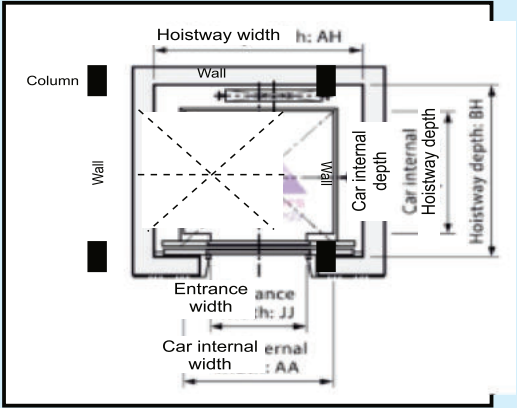 Hoistway width h: AH
Wall
Column
Wall
Wall
Car internal
depth
Car internal
Hoistway depth
Hoistway depth: BH
Entrance
width
ance
th: JJ
Car internal
width
ernal
: AA